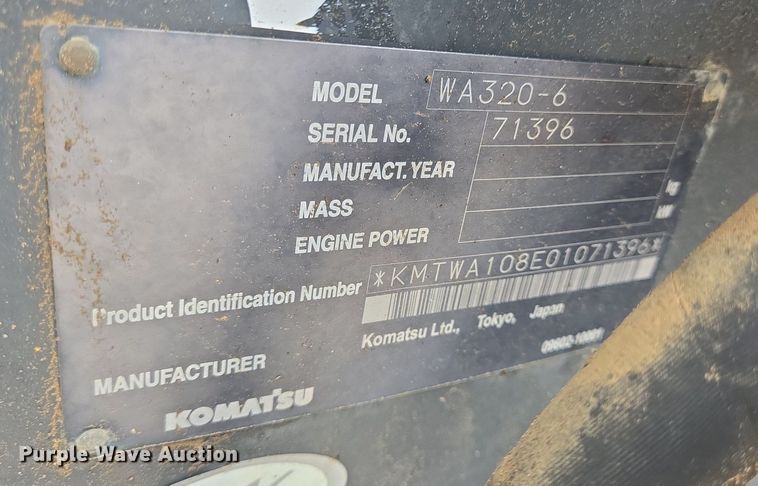 MODEL WA320-6
SERIAL No. 71396
MANUFACT. YEAR
MASS kg
ENGINE POWER kW
Product Identification Number *KMTWA108E01071396*
Komatsu Ltd., Tokyo, Japan
MANUFACTURER
KOMATSU
Purple Wave Auction